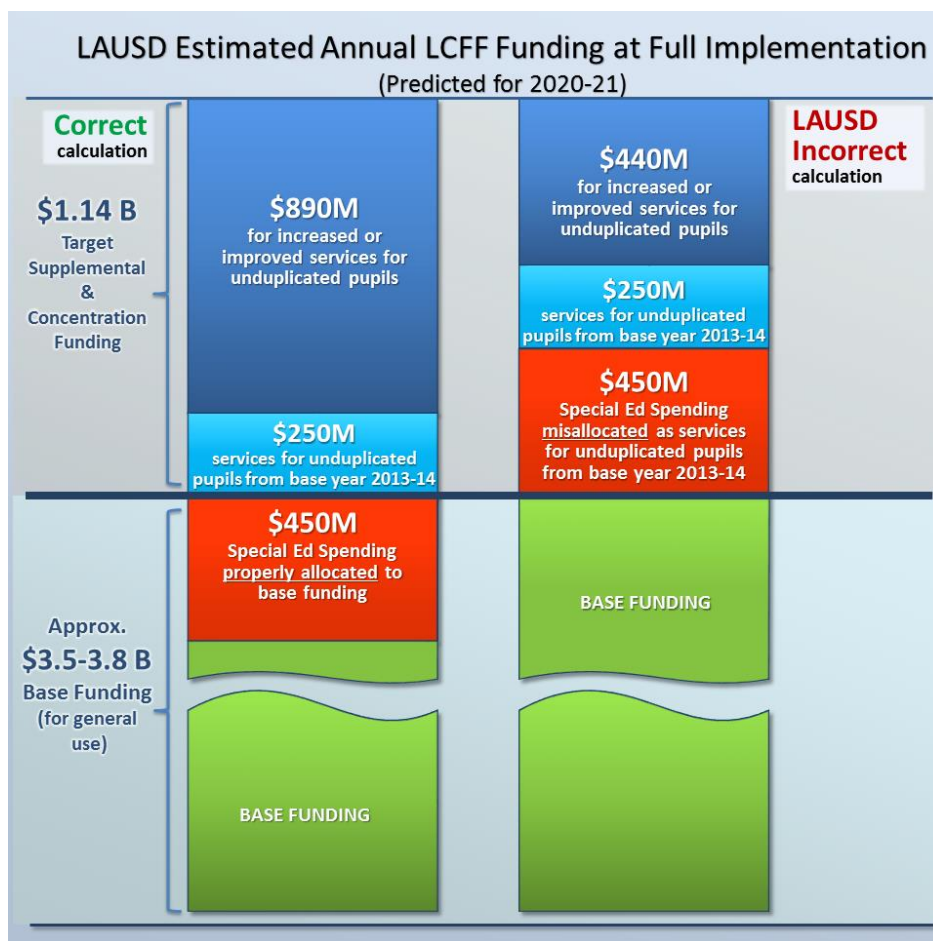 LAUSD Estimated Annual LCFF Funding at Full Implementation
(Predicted for 2020-21)
Correct
calculation
$1.14 B
Target
Supplemental
&
Concentration
Funding
$890M
for increased or
improved services for
unduplicated pupils
$250M
services for unduplicated
pupils from base year 2013-14
$440M
for increased or
improved services for
unduplicated pupils
$250M
services for unduplicated
pupils from base year 2013-14
$450M
Special Ed Spending
misallocated as services
for unduplicated pupils
from base year 2013-14
LAUSD
Incorrect
calculation
Approx.
$3.5-3.8 B
Base Funding
(for general
use)
$450M
Special Ed Spending
properly allocated to
base funding
BASE FUNDING
BASE FUNDING